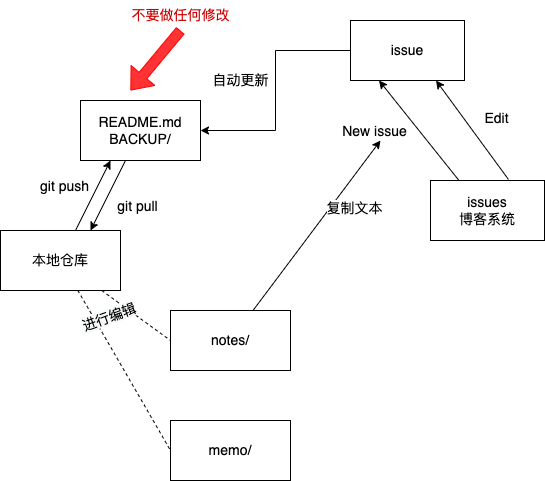 不要做任何修改
issue
自动更新
README.md
BACKUP/
New issue
Edit
git push
git pull
复制文本
issues
博客系统
本地仓库
进行编辑
notes/
memo/